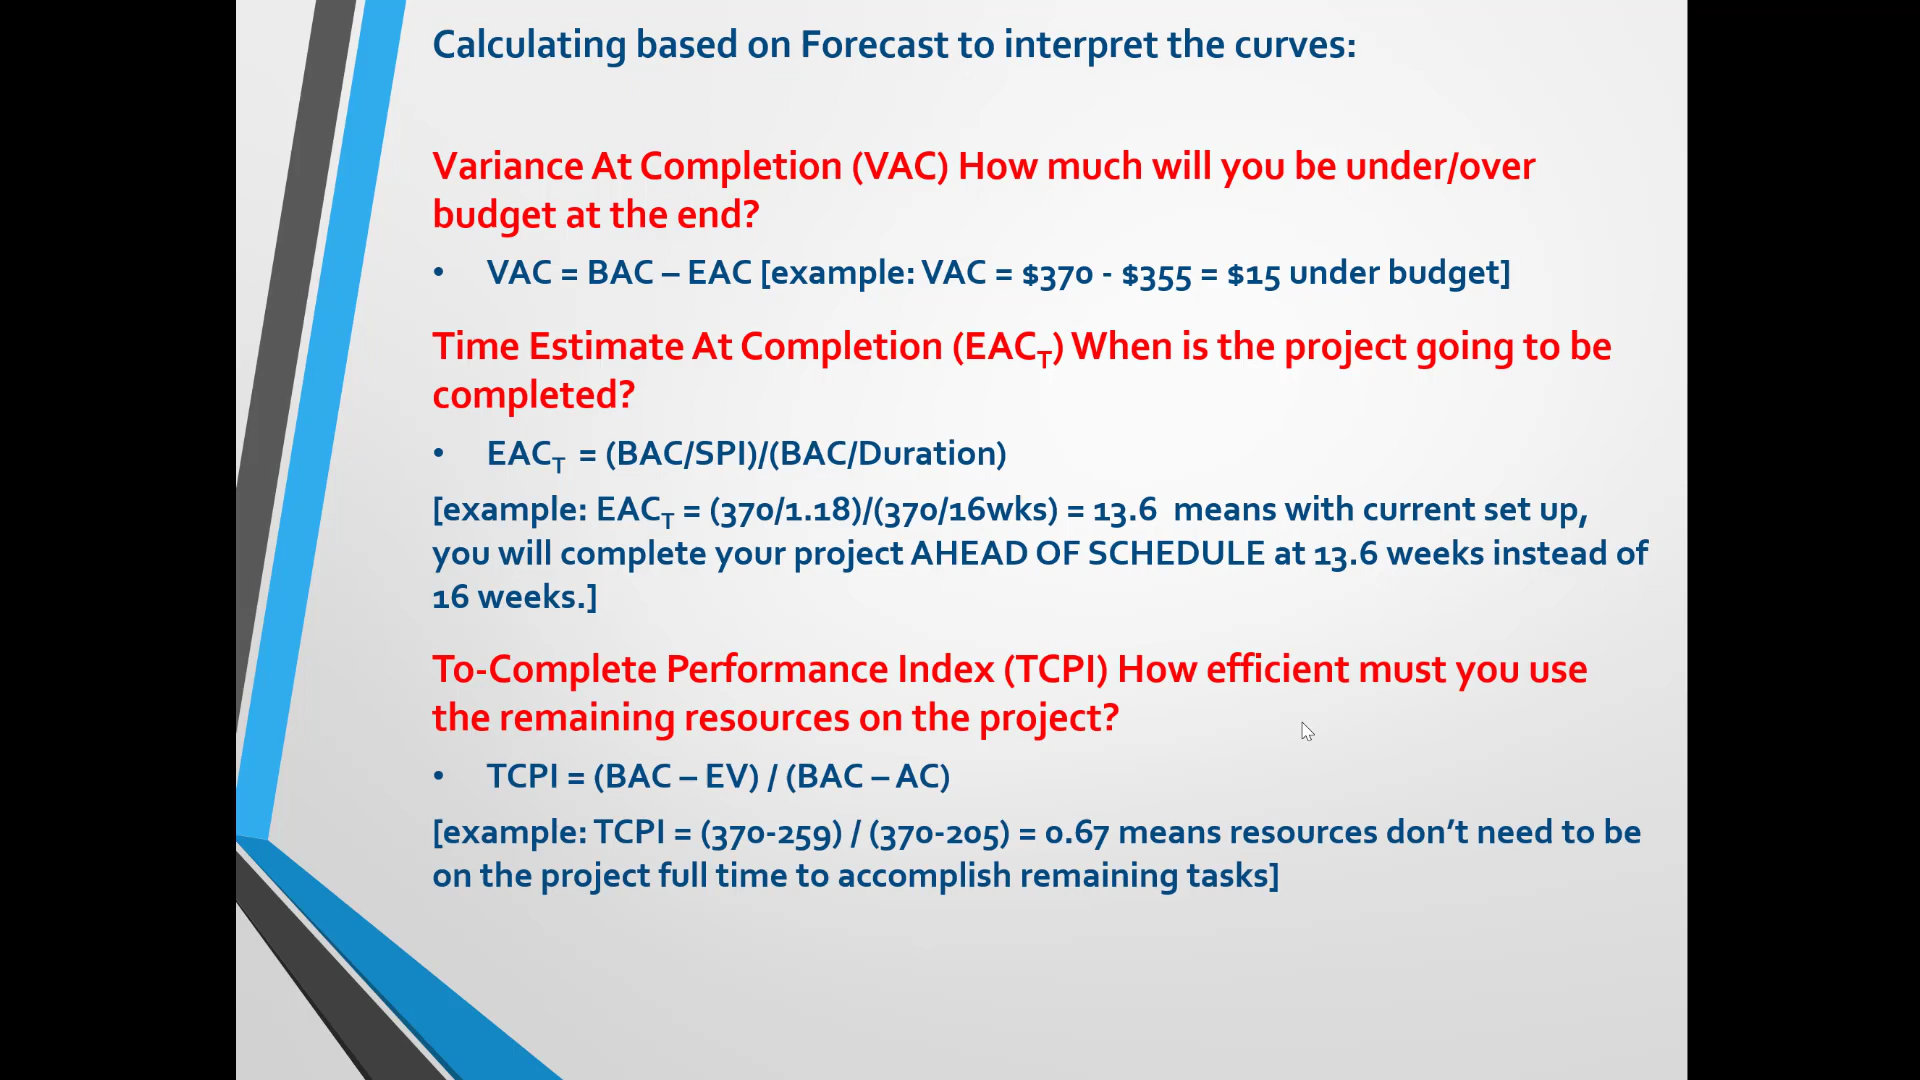 Calculating based on Forecast to interpret the curves:
Variance At Completion (VAC) How much will you be under/over
budget at the end?
• VAC = BAC – EAC [example: VAC = $370 - $355 = $15 under budget]
Time Estimate At Completion (EACT) When is the project going to be
completed?
• EACT = (BAC/SPI)/(BAC/Duration)
[example: EACT = (370/1.18)/(370/16wks) = 13.6 means with current set up,
you will complete your project AHEAD OF SCHEDULE at 13.6 weeks instead of
16 weeks.]
To-Complete Performance Index (TCPI) How efficient must you use
the remaining resources on the project?
• TCPI = (BAC – EV) / (BAC – AC)
[example: TCPI = (370-259) / (370-205) = 0.67 means resources don’t need to be
on the project full time to accomplish remaining tasks]